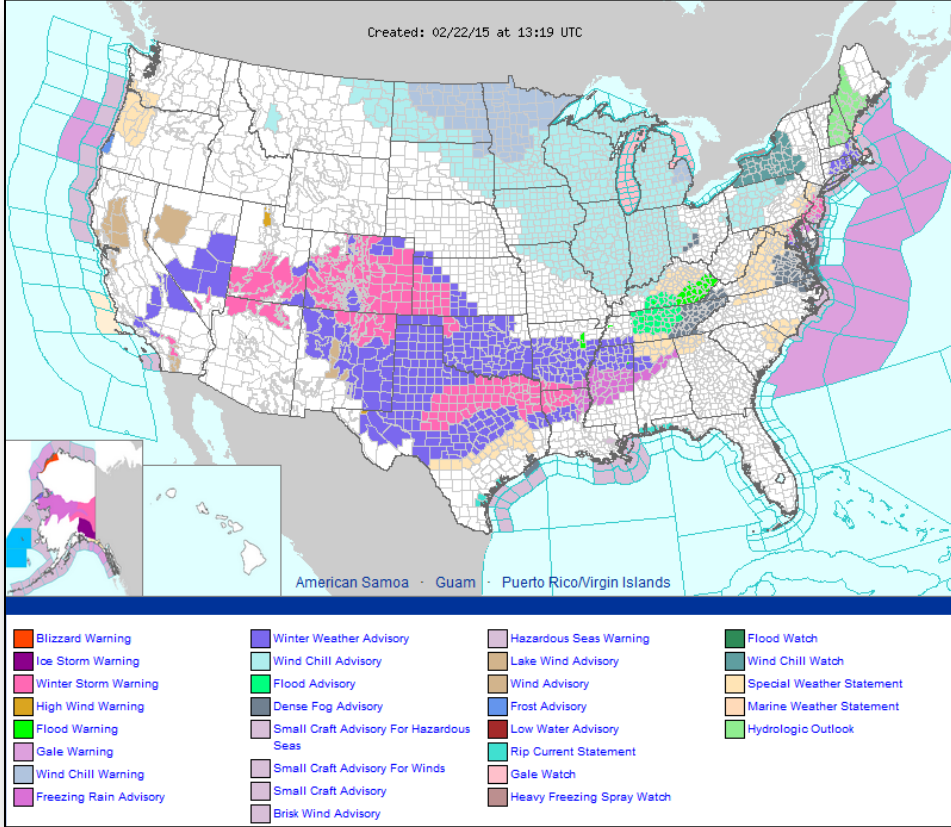 Created: 02/22/15 at 13:19 UTC
American Samoa · Guam · Puerto Rico/Virgin Islands
Blizzard Warning
Ice Storm Warning
Winter Storm Warning
High Wind Warning
Flood Warning
Gale Warning
Wind Chill Warning
Freezing Rain Advisory
Winter Weather Advisory
Wind Chill Advisory
Flood Advisory
Dense Fog Advisory
Small Craft Advisory For Hazardous
Seas
Small Craft Advisory For Winds
Small Craft Advisory
Brisk Wind Advisory
Hazardous Seas Warning
Lake Wind Advisory
Wind Advisory
Frost Advisory
Low Water Advisory
Rip Current Statement
Gale Watch
Heavy Freezing Spray Watch
Flood Watch
Wind Chill Watch
Special Weather Statement
Marine Weather Statement
Hydrologic Outlook